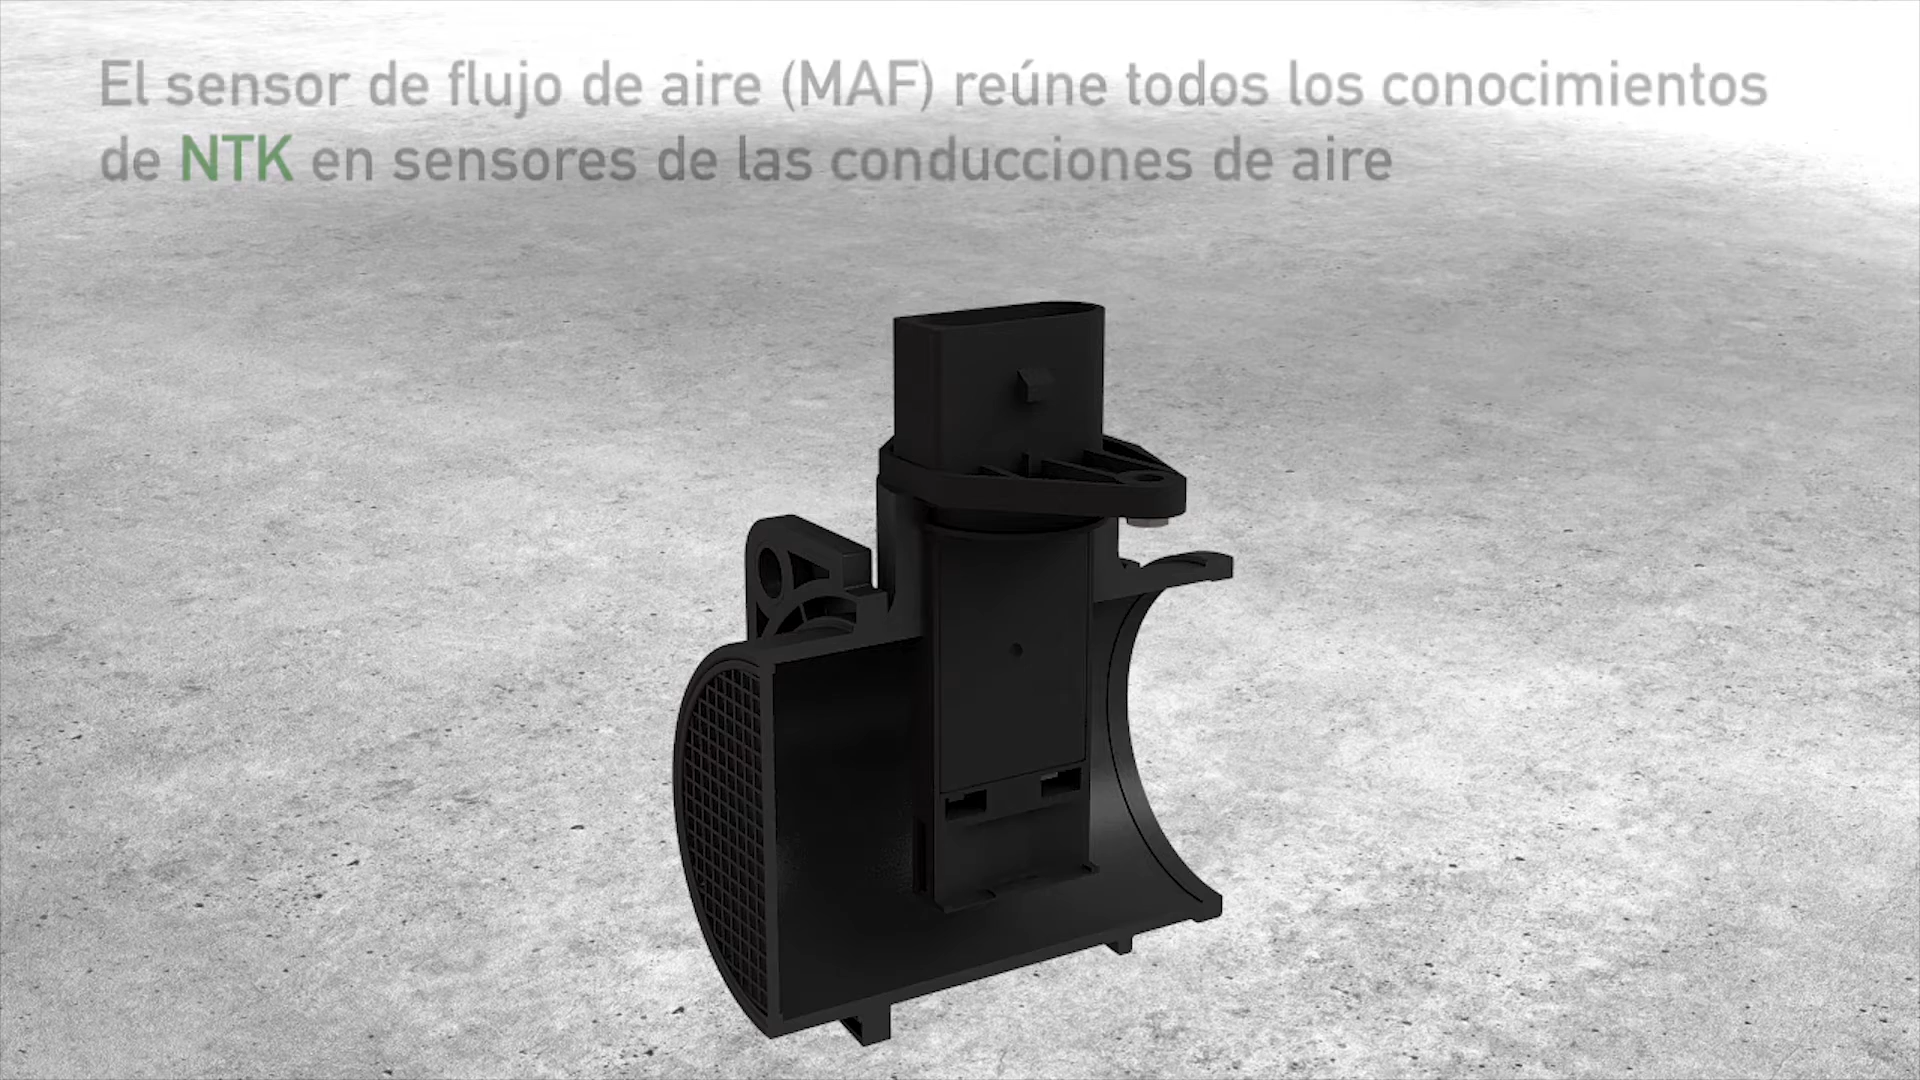 El sensor de flujo de aire (MAF) reúne todos los conocimientos
de NTK en sensores de las conducciones de aire